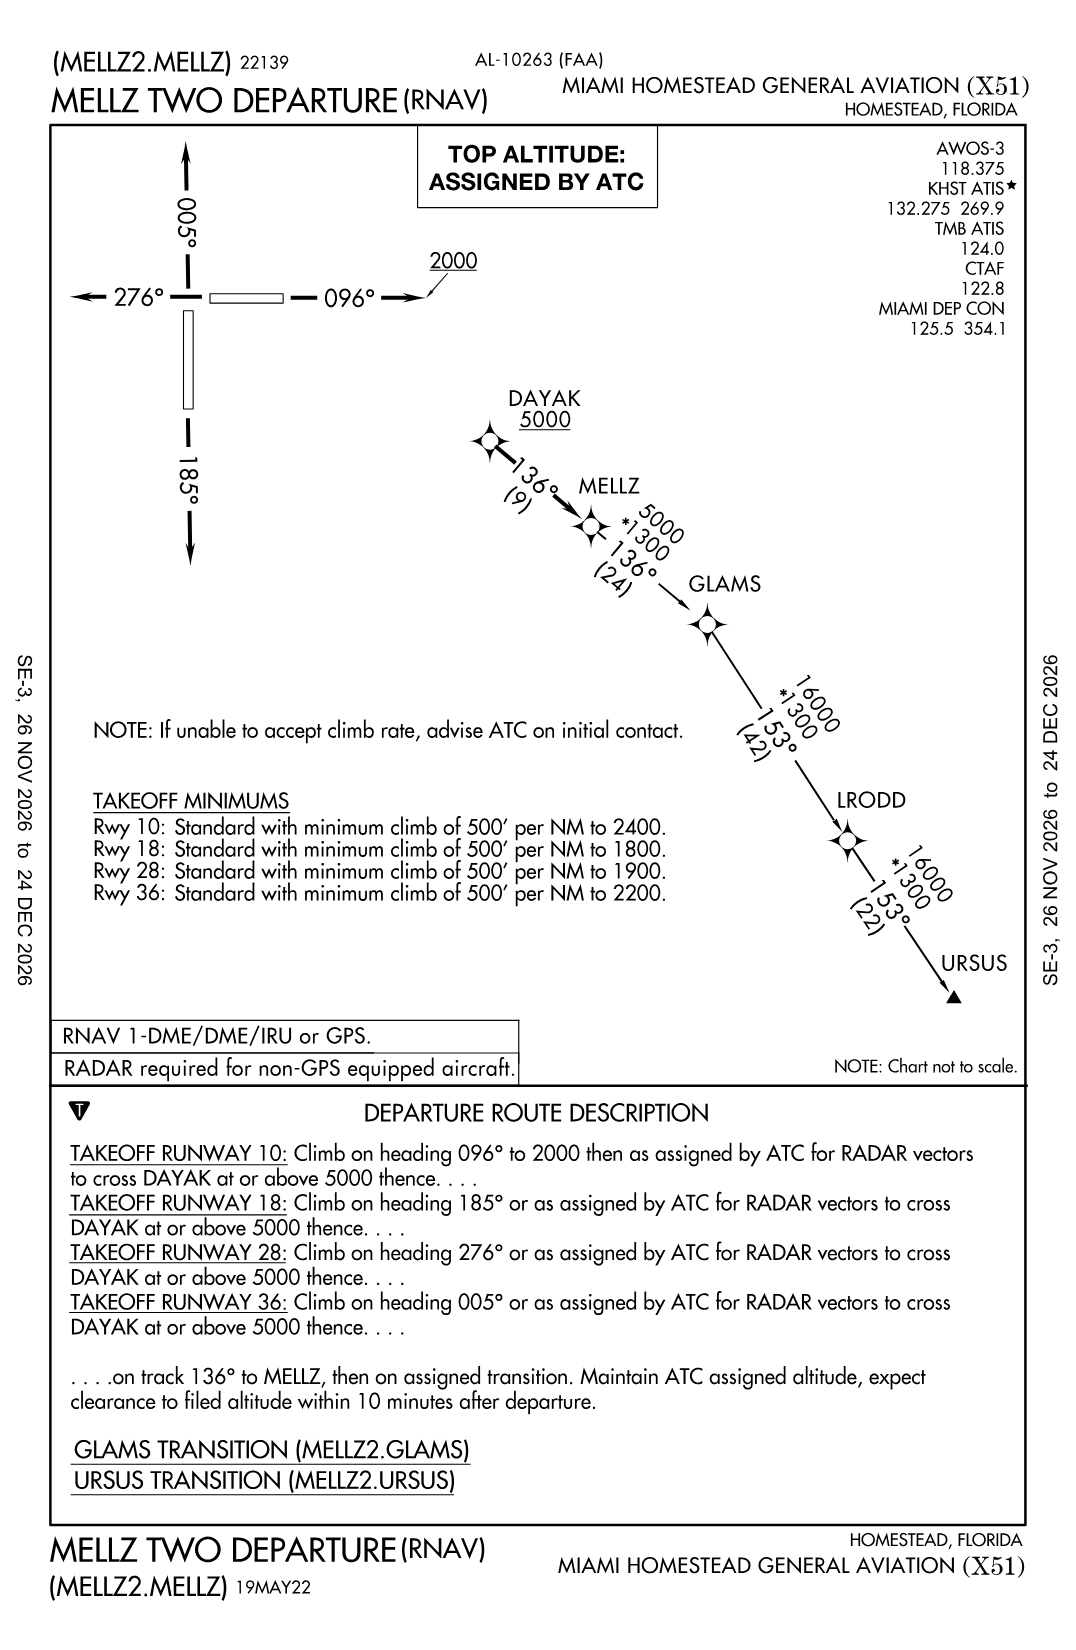 (MELLZ2.MELLZ) 22139
AL-10263 (FAA)
MELLZ TWO DEPARTURE (RNAV)
MIAMI HOMESTEAD GENERAL AVIATION (X51)
HOMESTEAD, FLORIDA
TOP ALTITUDE:
ASSIGNED BY ATC
AWOS-3
118.375
KHST ATIS★
132.275 269.9
TMB ATIS
124.0
CTAF
122.8
MIAMI DEP CON
125.5 354.1
005°
2000
276°
096°
185°
DAYAK
5000
136°
(9)
MELLZ
5000
*1300
136°
(24)
GLAMS
16000
*1300
153°
(42)
LRODD
16000
*1300
153°
(22)
URSUS
SE-3, 26 NOV 2026 to 24 DEC 2026
SE-3, 26 NOV 2026 to 24 DEC 2026
NOTE: If unable to accept climb rate, advise ATC on initial contact.
TAKEOFF MINIMUMS
Rwy 10: Standard with minimum climb of 500' per NM to 2400.
Rwy 18: Standard with minimum climb of 500' per NM to 1800.
Rwy 28: Standard with minimum climb of 500' per NM to 1900.
Rwy 36: Standard with minimum climb of 500' per NM to 2200.
RNAV 1-DME/DME/IRU or GPS.
RADAR required for non-GPS equipped aircraft.
NOTE: Chart not to scale.
T
DEPARTURE ROUTE DESCRIPTION
TAKEOFF RUNWAY 10: Climb on heading 096° to 2000 then as assigned by ATC for RADAR vectors
to cross DAYAK at or above 5000 thence. . . .
TAKEOFF RUNWAY 18: Climb on heading 185° or as assigned by ATC for RADAR vectors to cross
DAYAK at or above 5000 thence. . . .
TAKEOFF RUNWAY 28: Climb on heading 276° or as assigned by ATC for RADAR vectors to cross
DAYAK at or above 5000 thence. . . .
TAKEOFF RUNWAY 36: Climb on heading 005° or as assigned by ATC for RADAR vectors to cross
DAYAK at or above 5000 thence. . . .
. . . .on track 136° to MELLZ, then on assigned transition. Maintain ATC assigned altitude, expect
clearance to filed altitude within 10 minutes after departure.
GLAMS TRANSITION (MELLZ2.GLAMS)
URSUS TRANSITION (MELLZ2.URSUS)
MELLZ TWO DEPARTURE (RNAV)
HOMESTEAD, FLORIDA
MIAMI HOMESTEAD GENERAL AVIATION (X51)
(MELLZ2.MELLZ) 19MAY22